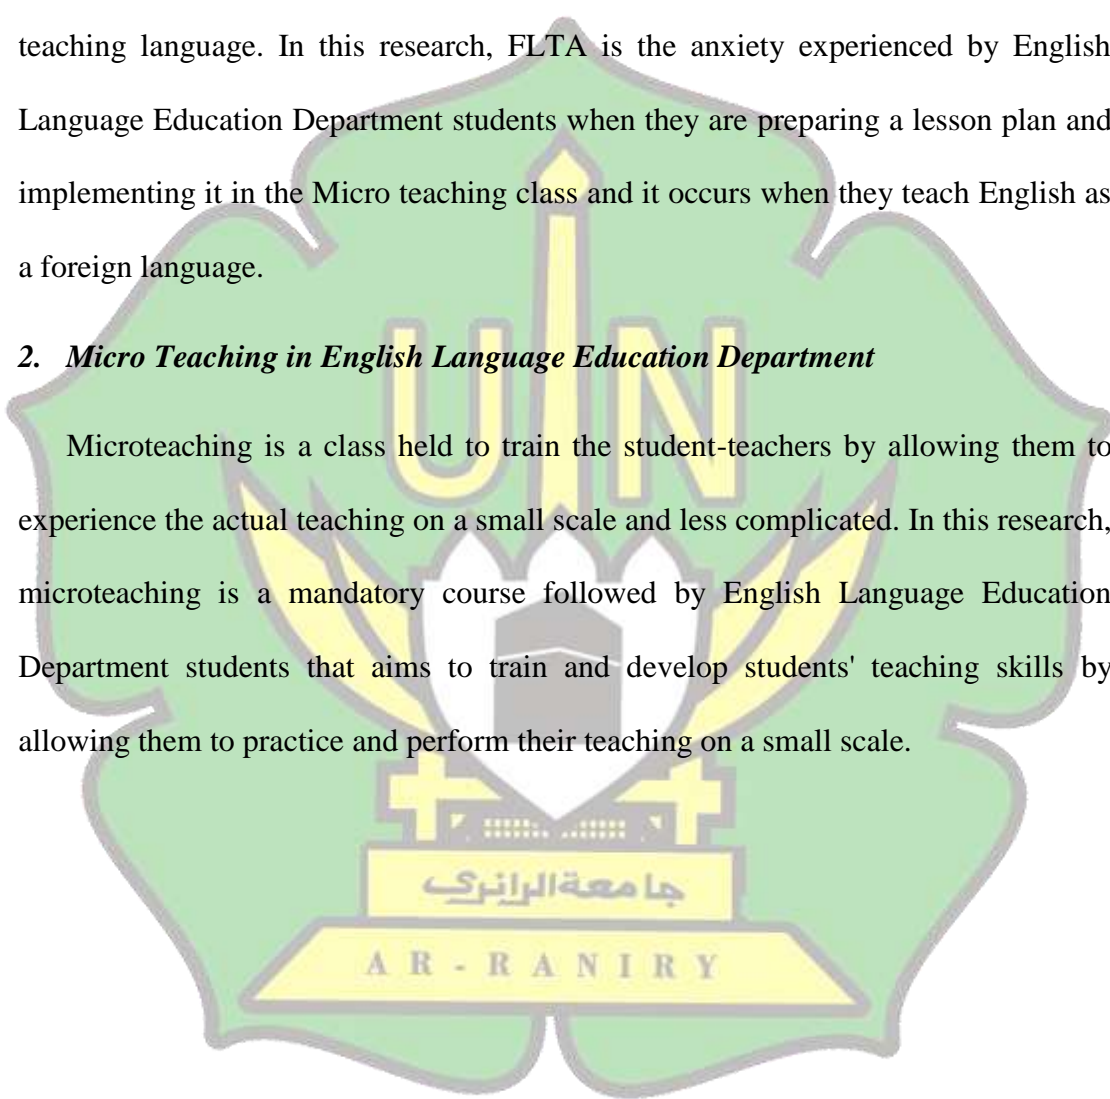 teaching language. In this research, FLTA is the anxiety experienced by English
Language Education Department students when they are preparing a lesson plan and
implementing it in the Micro teaching class and it occurs when they teach English as
a foreign language.
2. Micro Teaching in English Language Education Department
Microteaching is a class held to train the student-teachers by allowing them to
experience the actual teaching on a small scale and less complicated. In this research,
microteaching is a mandatory course followed by English Language Education
Department students that aims to train and develop students' teaching skills by
allowing them to practice and perform their teaching on a small scale.
UIN
جامعةالرانري
AR-RANIRY